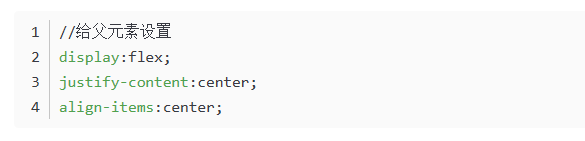 1 //给父元素设置
2 display:flex;
3 justify-content:center;
4 align-items:center;